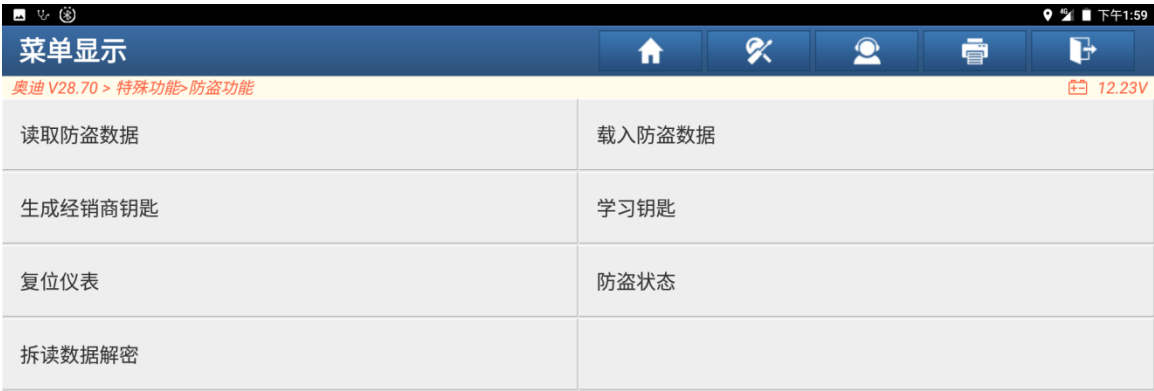 4G 下午1:59
菜单显示
奥迪 V28.70 > 特殊功能>防盗功能 12.23V
读取防盗数据 载入防盗数据
生成经销商钥匙 学习钥匙
复位仪表 防盗状态
拆读数据解密